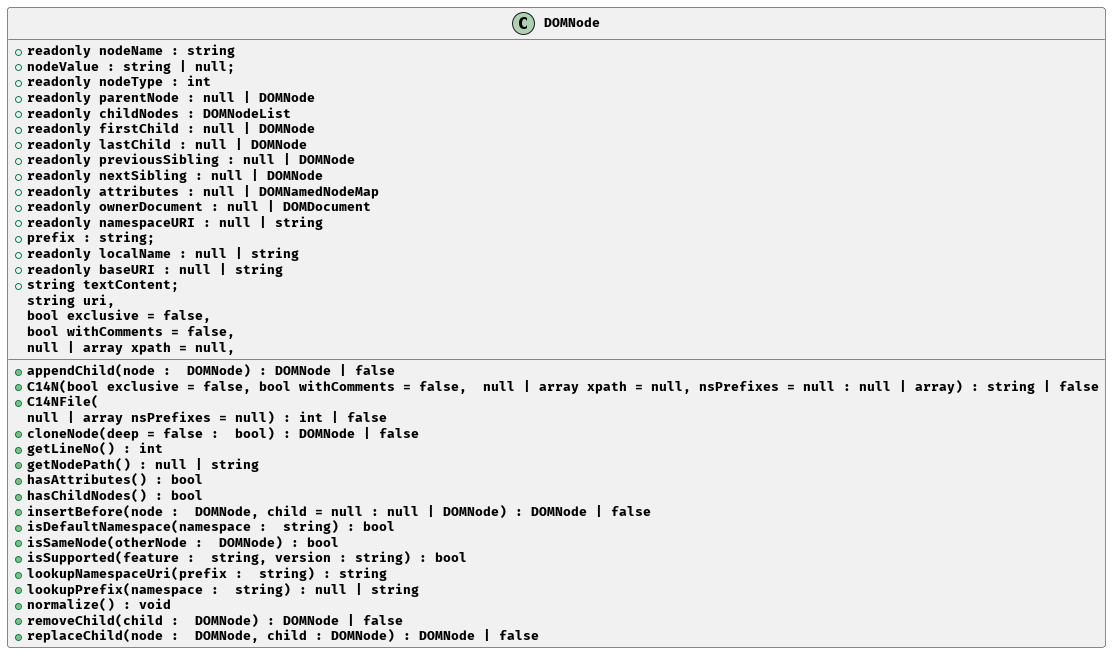 C DOMNode
readonly nodeName : string
nodeValue : string | null;
readonly nodeType : int
readonly parentNode : null | DOMNode
readonly childNodes : DOMNodeList
readonly firstChild : null | DOMNode
readonly lastChild : null | DOMNode
readonly previousSibling : null | DOMNode
readonly nextSibling : null | DOMNode
readonly attributes : null | DOMNamedNodeMap
readonly ownerDocument : null | DOMDocument
readonly namespaceURI : null | string
prefix : string;
readonly localName : null | string
readonly baseURI : null | string
string textContent;
string uri,
bool exclusive = false,
bool withComments = false,
null | array xpath = null,
appendChild(node :  DOMNode) : DOMNode | false
C14N(bool exclusive = false, bool withComments = false,  null | array xpath = null, nsPrefixes = null : null | array) : string | false
C14NFile(
null | array nsPrefixes = null) : int | false
cloneNode(deep = false :  bool) : DOMNode | false
getLineNo() : int
getNodePath() : null | string
hasAttributes() : bool
hasChildNodes() : bool
insertBefore(node :  DOMNode, child = null : null | DOMNode) : DOMNode | false
isDefaultNamespace(namespace :  string) : bool
isSameNode(otherNode :  DOMNode) : bool
isSupported(feature :  string, version : string) : bool
lookupNamespaceUri(prefix :  string) : string
lookupPrefix(namespace :  string) : null | string
normalize() : void
removeChild(child :  DOMNode) : DOMNode | false
replaceChild(node :  DOMNode, child : DOMNode) : DOMNode | false